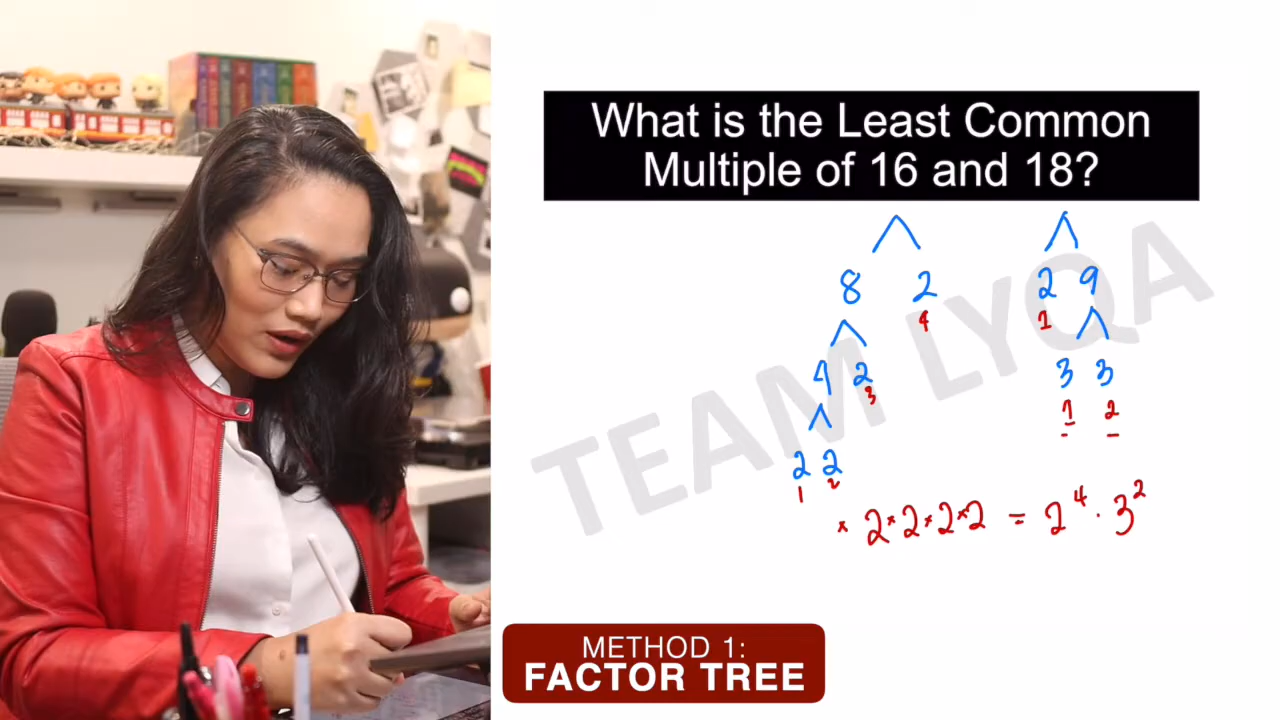 What is the Least Common
Multiple of 16 and 18?
8 2 2 9
4 1
4 2 3 3
3 1 2
2 2
1 2
× 2 × 2 × 2 × 2 = 2⁴ · 3²
TEAM LYQA
METHOD 1:
FACTOR TREE